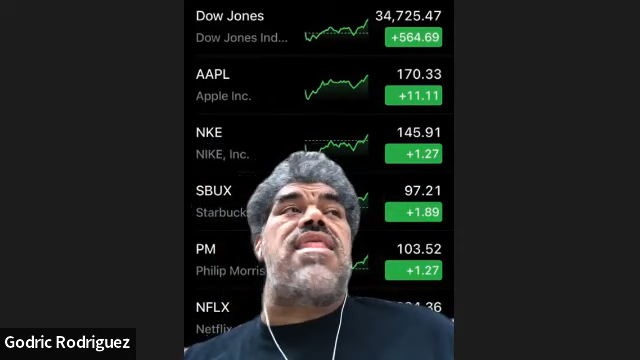 Dow Jones 34,725.47
Dow Jones Ind... +564.69
AAPL 170.33
Apple Inc. +11.11
NKE 145.91
NIKE, Inc. +1.27
SBUX 97.21
Starbucks +1.89
PM 103.52
Philip Morris +1.27
NFLX
Netflix
Godric Rodriguez